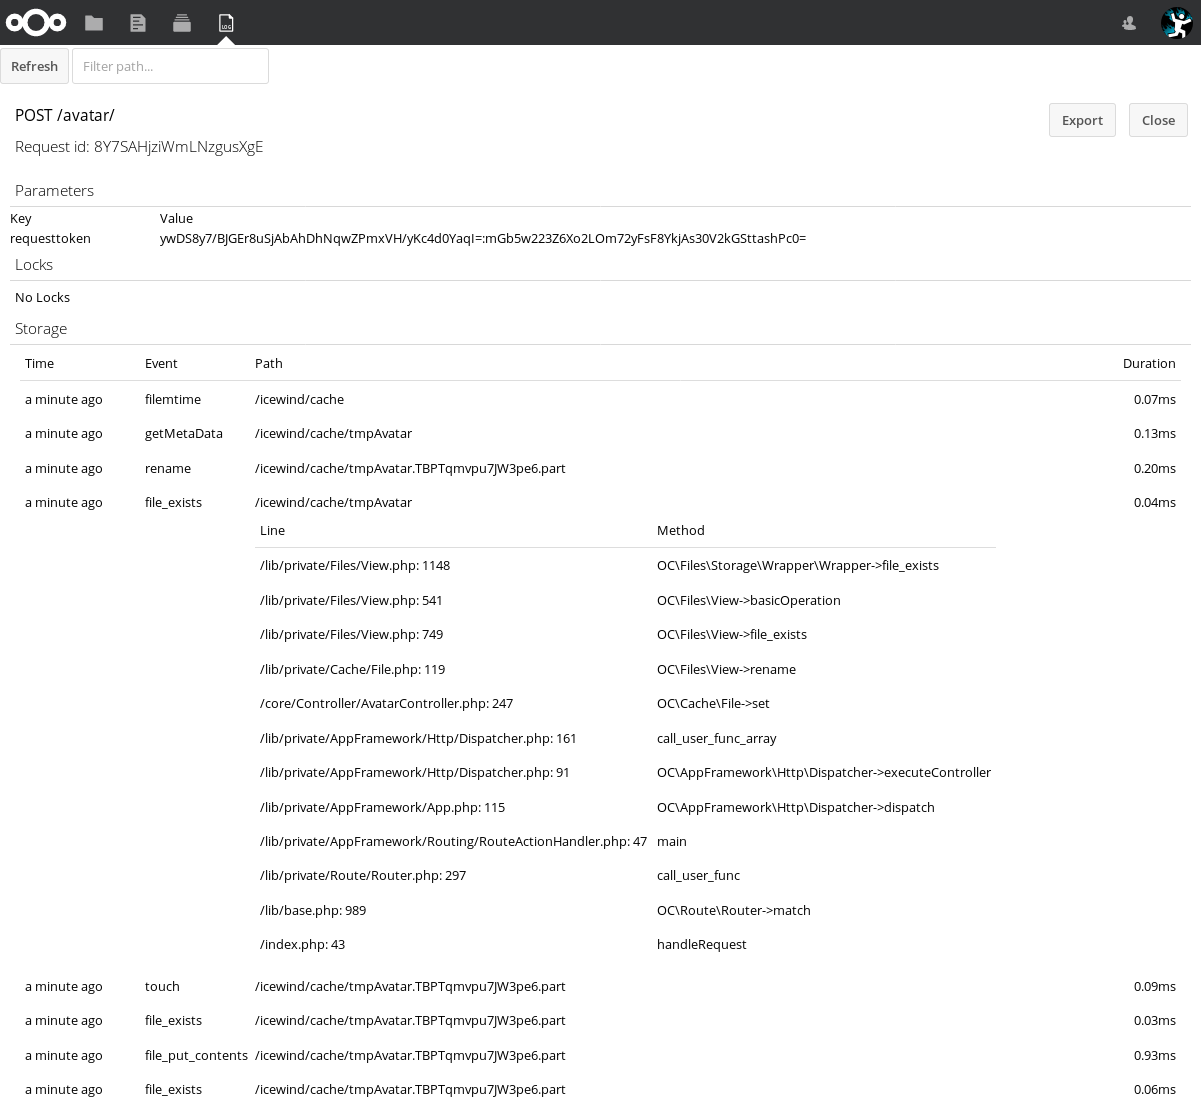 LOG
Refresh Filter path...
POST /avatar/ Export Close
Request id: 8Y7SAHjziWmLNzgusXgE
Parameters
Key Value
requesttoken ywDS8y7/BJGEr8uSjAbAhDhNqwZPmxVH/yKc4d0YaqI=:mGb5w223Z6Xo2LOm72yFsF8YkjAs30V2kGSttashPc0=
Locks
No Locks
Storage
Time Event Path Duration
a minute ago filemtime /icewind/cache 0.07ms
a minute ago getMetaData /icewind/cache/tmpAvatar 0.13ms
a minute ago rename /icewind/cache/tmpAvatar.TBPTqmvpu7JW3pe6.part 0.20ms
a minute ago file_exists /icewind/cache/tmpAvatar 0.04ms
Line Method
/lib/private/Files/View.php: 1148 OC\Files\Storage\Wrapper\Wrapper->file_exists
/lib/private/Files/View.php: 541 OC\Files\View->basicOperation
/lib/private/Files/View.php: 749 OC\Files\View->file_exists
/lib/private/Cache/File.php: 119 OC\Files\View->rename
/core/Controller/AvatarController.php: 247 OC\Cache\File->set
/lib/private/AppFramework/Http/Dispatcher.php: 161 call_user_func_array
/lib/private/AppFramework/Http/Dispatcher.php: 91 OC\AppFramework\Http\Dispatcher->executeController
/lib/private/AppFramework/App.php: 115 OC\AppFramework\Http\Dispatcher->dispatch
/lib/private/AppFramework/Routing/RouteActionHandler.php: 47 main
/lib/private/Route/Router.php: 297 call_user_func
/lib/base.php: 989 OC\Route\Router->match
/index.php: 43 handleRequest
a minute ago touch /icewind/cache/tmpAvatar.TBPTqmvpu7JW3pe6.part 0.09ms
a minute ago file_exists /icewind/cache/tmpAvatar.TBPTqmvpu7JW3pe6.part 0.03ms
a minute ago file_put_contents /icewind/cache/tmpAvatar.TBPTqmvpu7JW3pe6.part 0.93ms
a minute ago file_exists /icewind/cache/tmpAvatar.TBPTqmvpu7JW3pe6.part 0.06ms